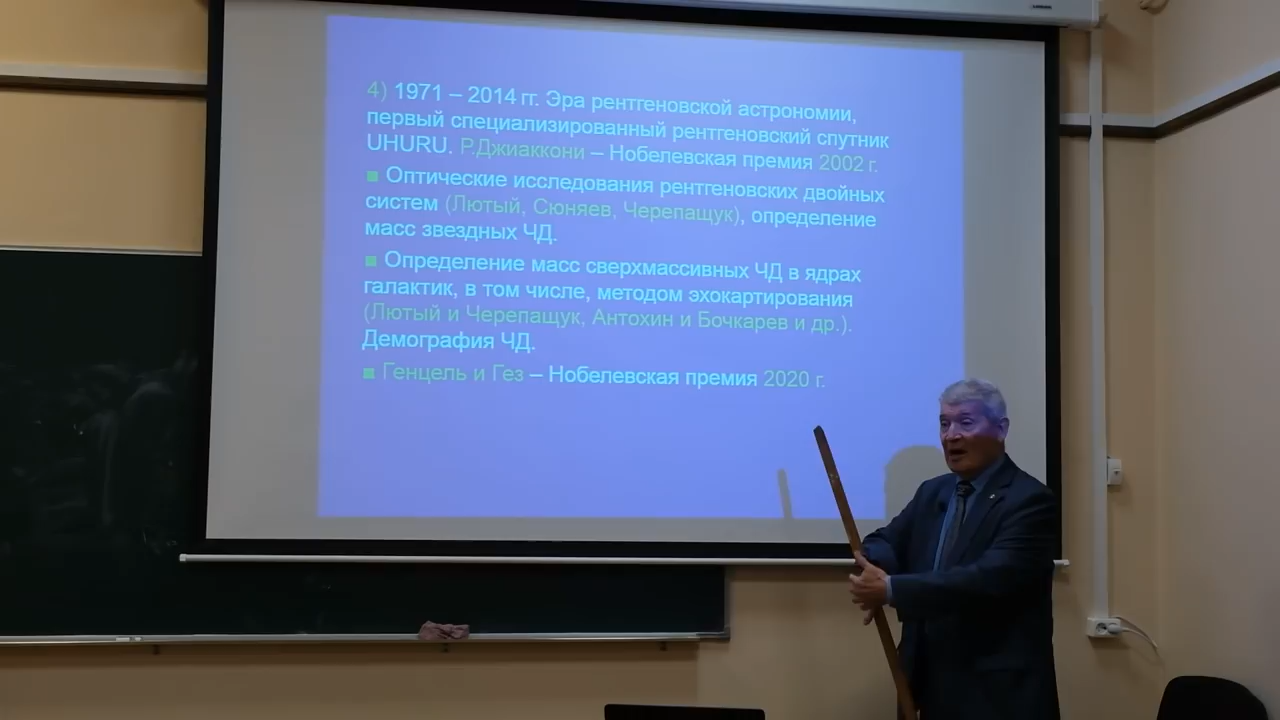 4) 1971 – 2014 гг. Эра рентгеновской астрономии,
первый специализированный рентгеновский спутник
UHURU. Р.Джиаккони – Нобелевская премия 2002 г.
■ Оптические исследования рентгеновских двойных
систем (Лютый, Сюняев, Черепащук), определение
масс звездных ЧД.
■ Определение масс сверхмассивных ЧД в ядрах
галактик, в том числе, методом эхокартирования
(Лютый и Черепащук, Антохин и Бочкарев и др.).
Демография ЧД.
■ Генцель и Гез – Нобелевская премия 2020 г.